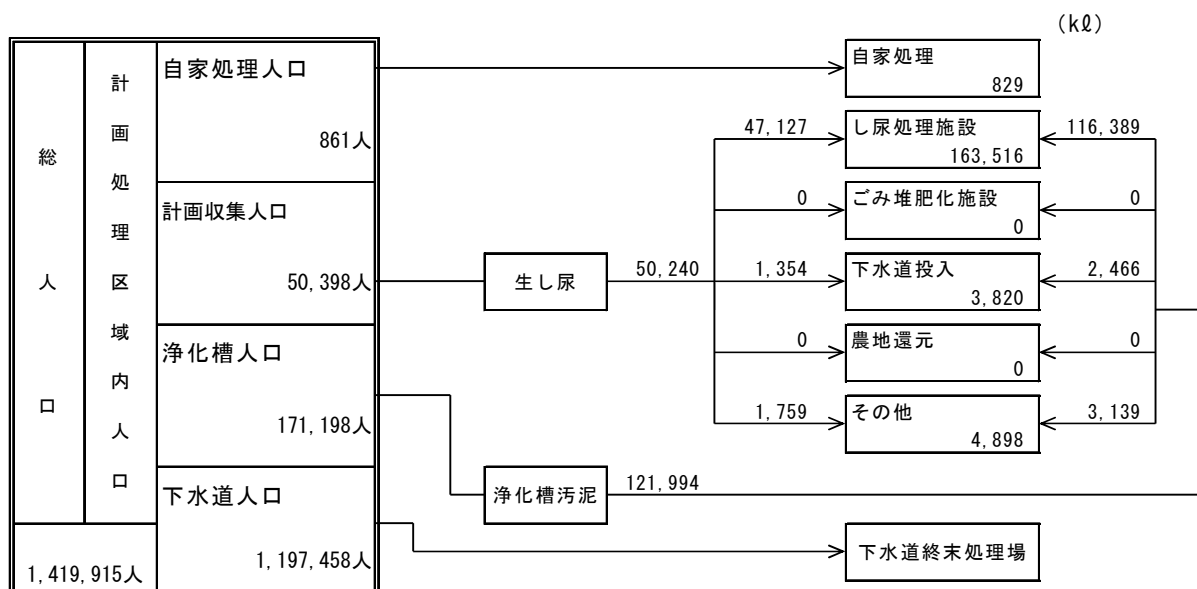 (kℓ)
総人口
計画処理区域内人口
自家処理人口
861人
計画収集人口
50,398人
浄化槽人口
171,198人
下水道人口
1,197,458人
1,419,915人
生し尿
50,240
浄化槽汚泥
121,994
47,127
0
1,354
0
1,759
自家処理
829
し尿処理施設
163,516
ごみ堆肥化施設
0
下水道投入
3,820
農地還元
0
その他
4,898
下水道終末処理場
116,389
0
2,466
0
3,139